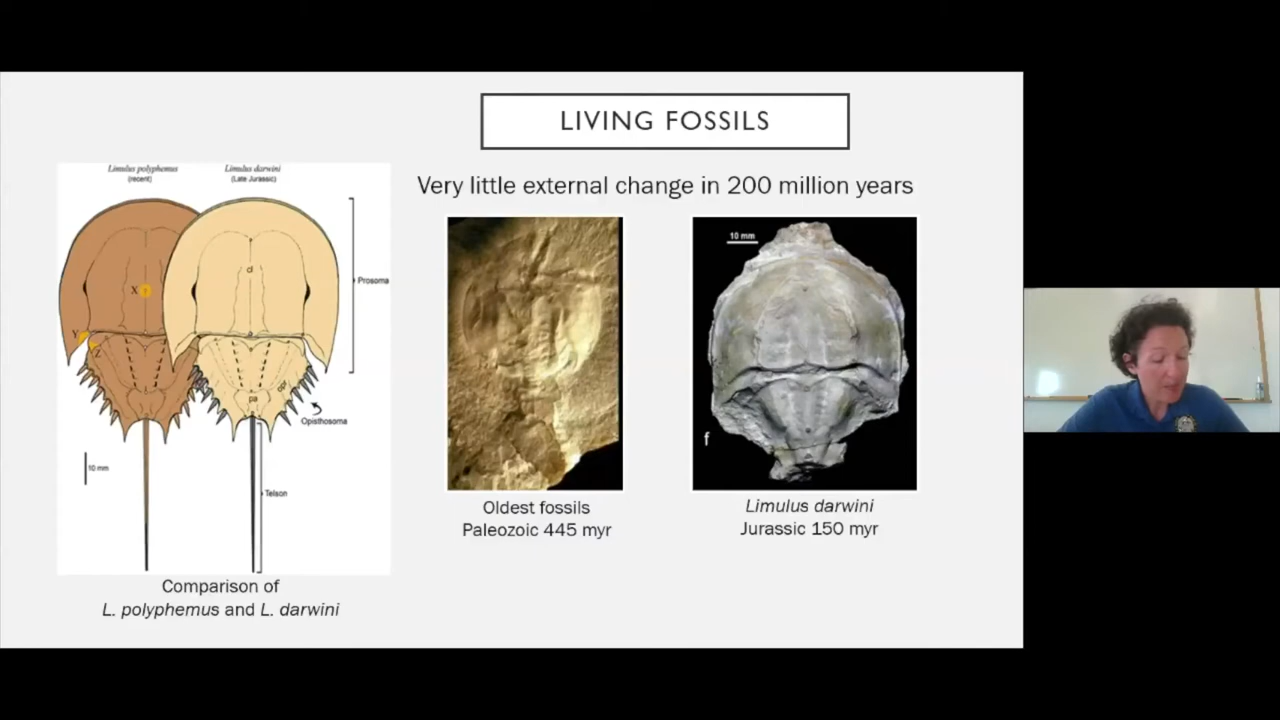 LIVING FOSSILS
Very little external change in 200 million years
Limulus polyphemus
(recent)
Limulus darwini
(Late Jurassic)
Prosoma
cl
X
Y
pa
Opisthosoma
10 mm
Telson
Comparison of
L. polyphemus and L. darwini
Oldest fossils
Paleozoic 445 myr
10 mm
f
Limulus darwini
Jurassic 150 myr